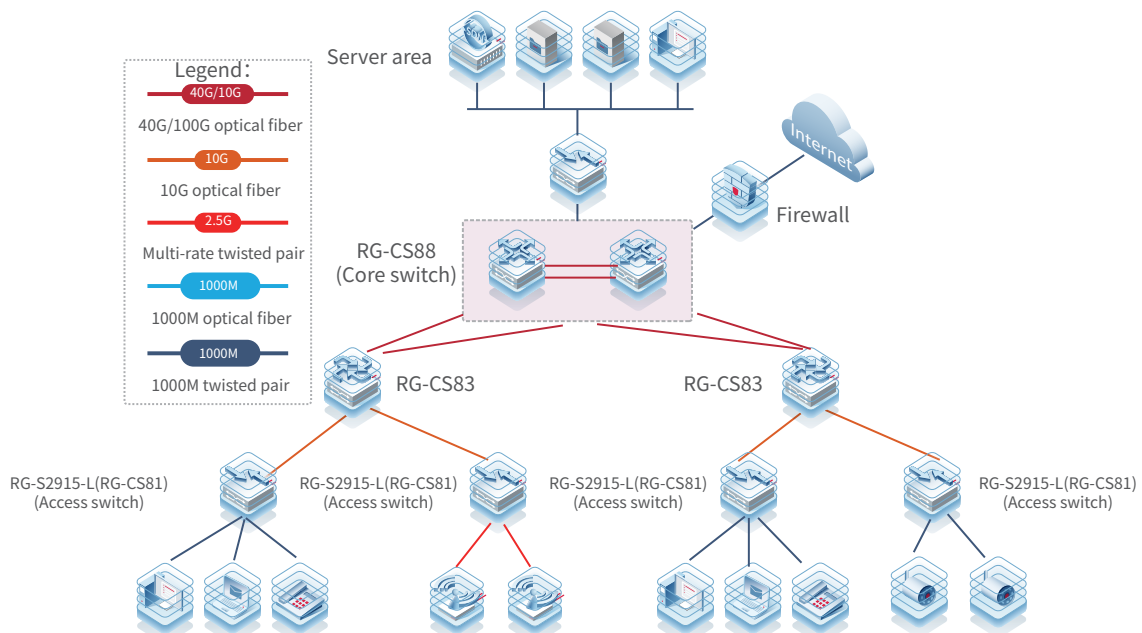 Server area
Legend：
40G/10G
40G/100G optical fiber
10G
10G optical fiber
2.5G
Multi-rate twisted pair
1000M
1000M optical fiber
1000M
1000M twisted pair
Internet
Firewall
RG-CS88
(Core switch)
RG-CS83
RG-CS83
RG-S2915-L(RG-CS81)
(Access switch)
RG-S2915-L(RG-CS81)
(Access switch)
RG-S2915-L(RG-CS81)
(Access switch)
RG-S2915-L(RG-CS81)
(Access switch)